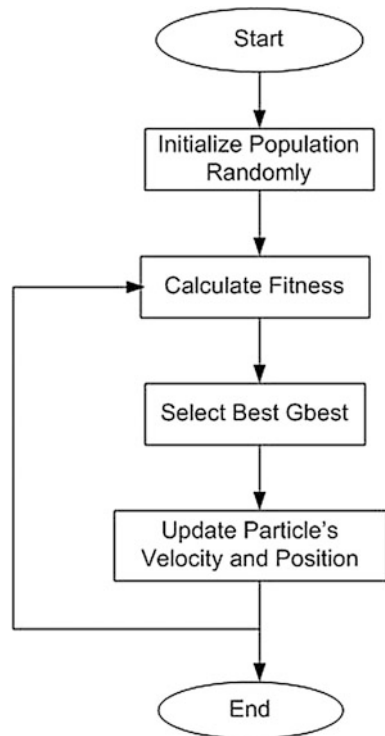 Start
Initialize Population
Randomly
Calculate Fitness
Select Best Gbest
Update Particle's
Velocity and Position
End